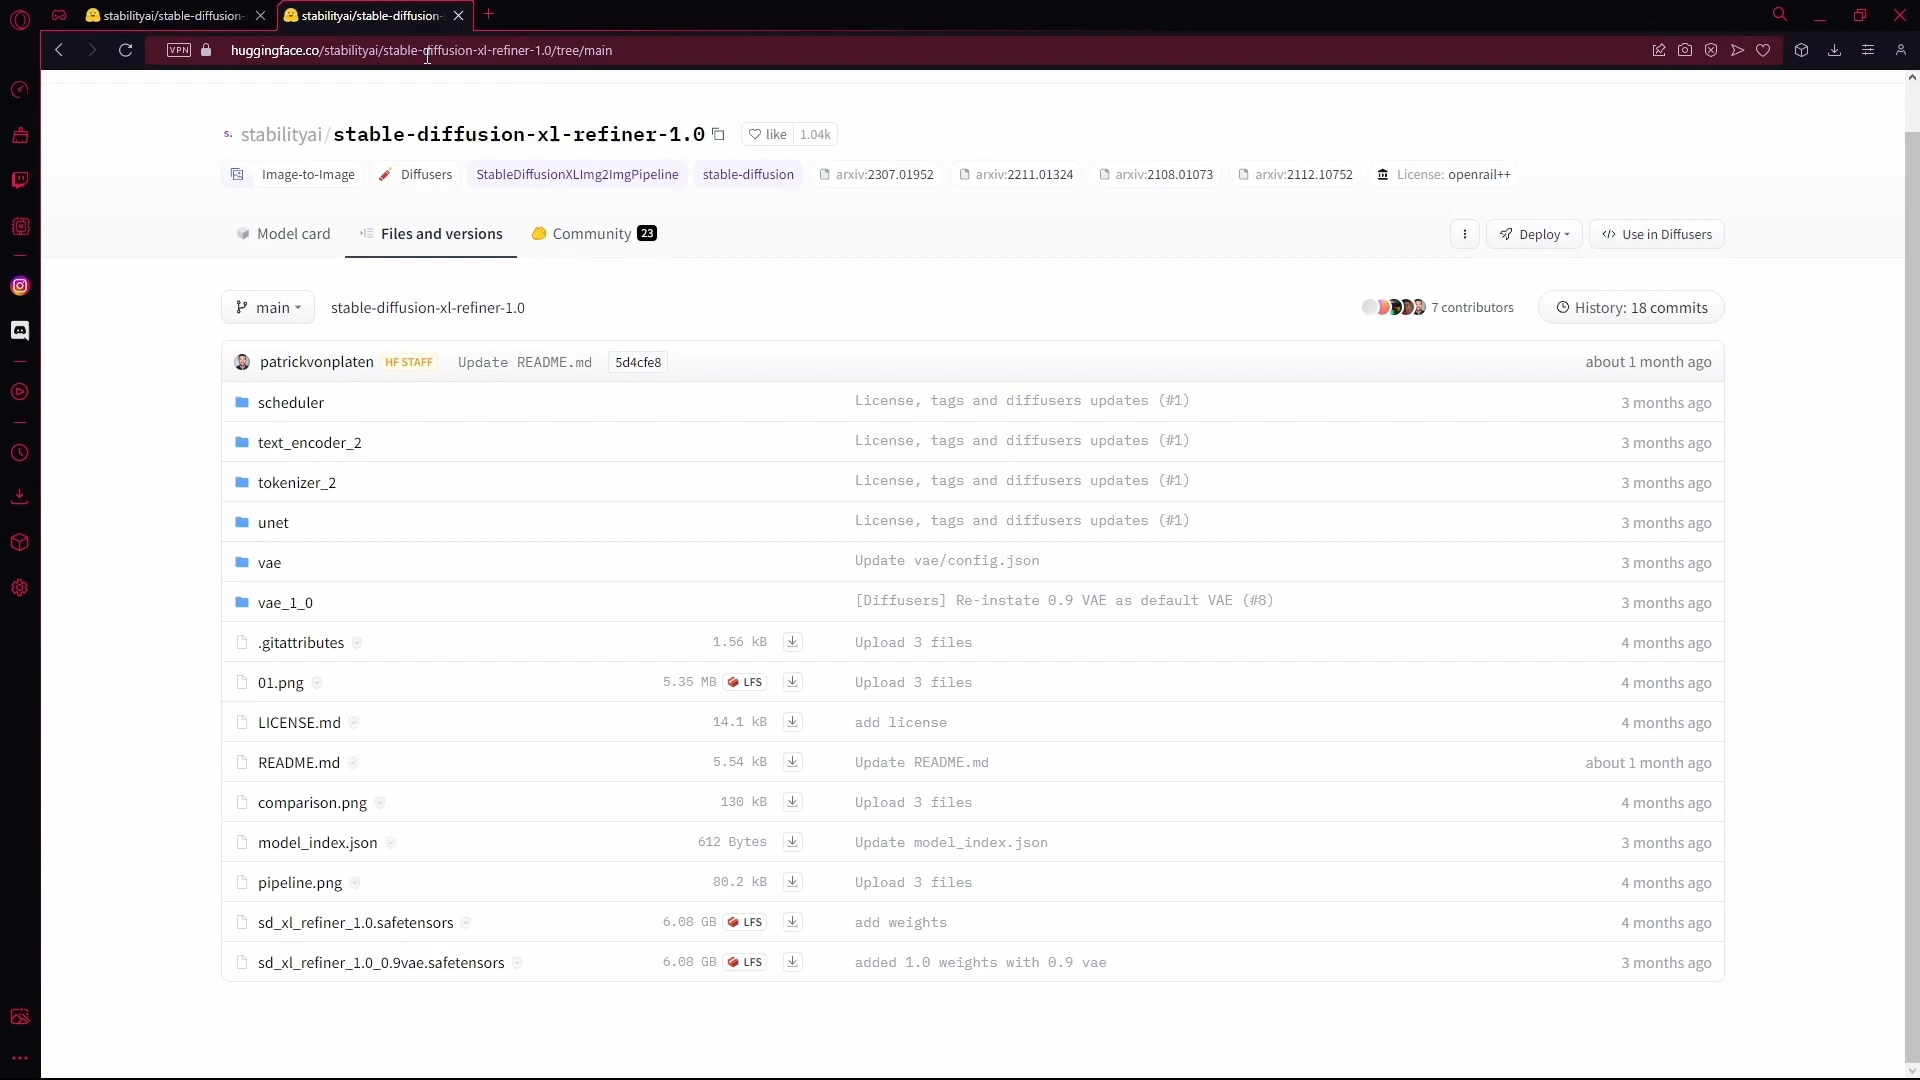 stabilityai/stable-diffusion-
stabilityai/stable-diffusion-
VPN
huggingface.co/stabilityai/stable-diffusion-xl-refiner-1.0/tree/main
s. stabilityai/stable-diffusion-xl-refiner-1.0 like 1.04k
Image-to-Image Diffusers StableDiffusionXLImg2ImgPipeline stable-diffusion arxiv:2307.01952 arxiv:2211.01324 arxiv:2108.01073 arxiv:2112.10752 License: openrail++
Model card Files and versions Community 23 Deploy </> Use in Diffusers
main stable-diffusion-xl-refiner-1.0 7 contributors History: 18 commits
patrickvonplaten HF STAFF Update README.md 5d4cfe8 about 1 month ago
scheduler License, tags and diffusers updates (#1) 3 months ago
text_encoder_2 License, tags and diffusers updates (#1) 3 months ago
tokenizer_2 License, tags and diffusers updates (#1) 3 months ago
unet License, tags and diffusers updates (#1) 3 months ago
vae Update vae/config.json 3 months ago
vae_1_0 [Diffusers] Re-instate 0.9 VAE as default VAE (#8) 3 months ago
.gitattributes 1.56 kB Upload 3 files 4 months ago
01.png 5.35 MB LFS Upload 3 files 4 months ago
LICENSE.md 14.1 kB add license 4 months ago
README.md 5.54 kB Update README.md about 1 month ago
comparison.png 130 kB Upload 3 files 4 months ago
model_index.json 612 Bytes Update model_index.json 3 months ago
pipeline.png 80.2 kB Upload 3 files 4 months ago
sd_xl_refiner_1.0.safetensors 6.08 GB LFS add weights 4 months ago
sd_xl_refiner_1.0_0.9vae.safetensors 6.08 GB LFS added 1.0 weights with 0.9 vae 3 months ago